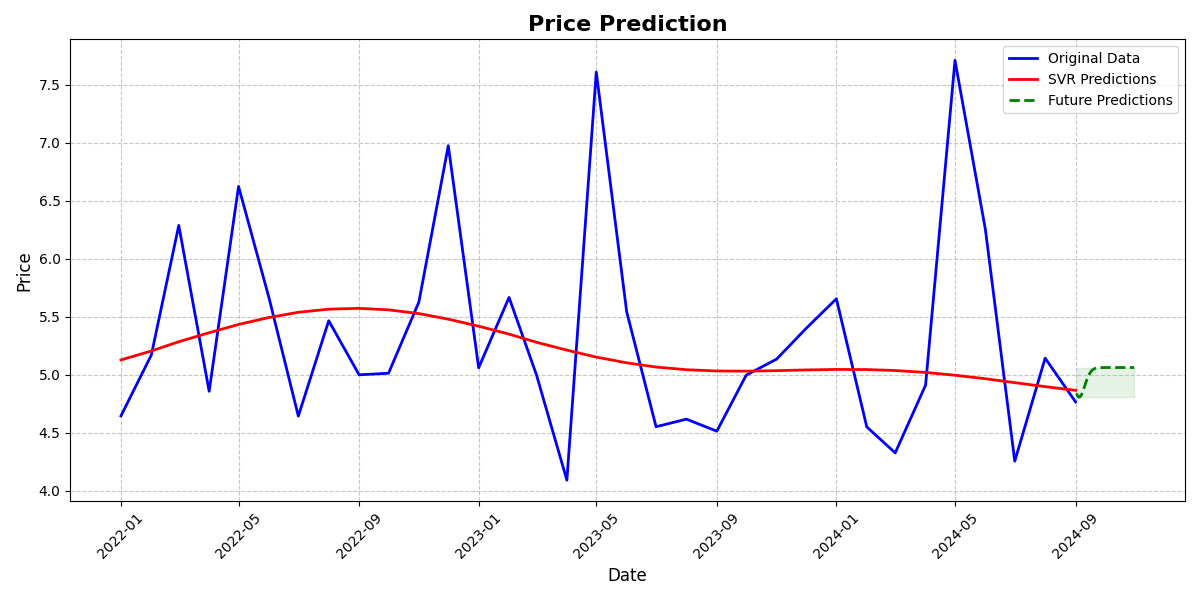 Price Prediction
Original Data
SVR Predictions
Future Predictions
Price
7.5
7.0
6.5
6.0
5.5
5.0
4.5
4.0
2022-01
2022-05
2022-09
2023-01
2023-05
2023-09
2024-01
2024-05
2024-09
Date